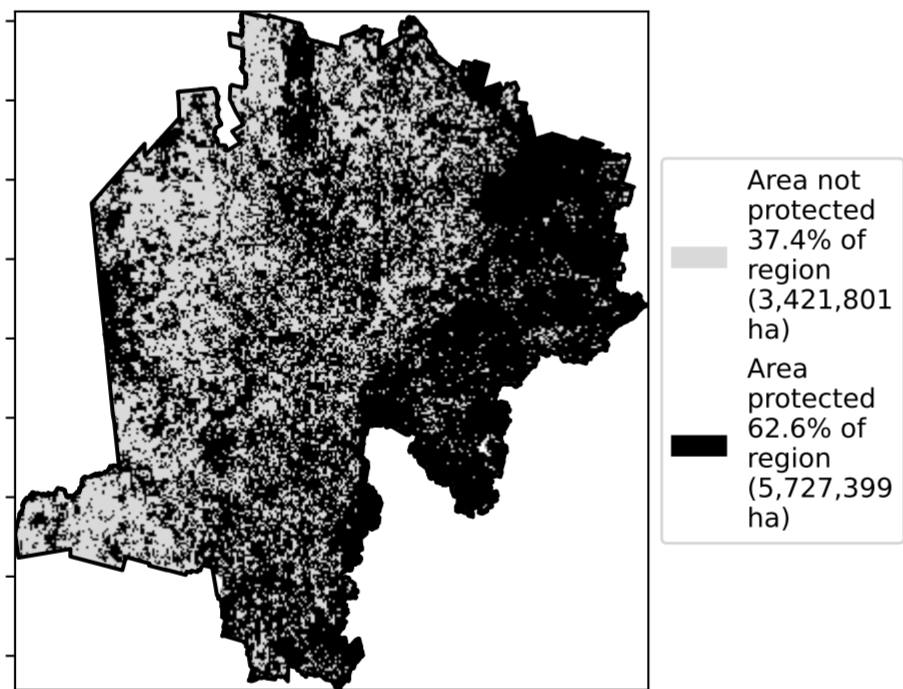 Area not
protected
37.4% of
region
(3,421,801
ha)
Area
protected
62.6% of
region
(5,727,399
ha)